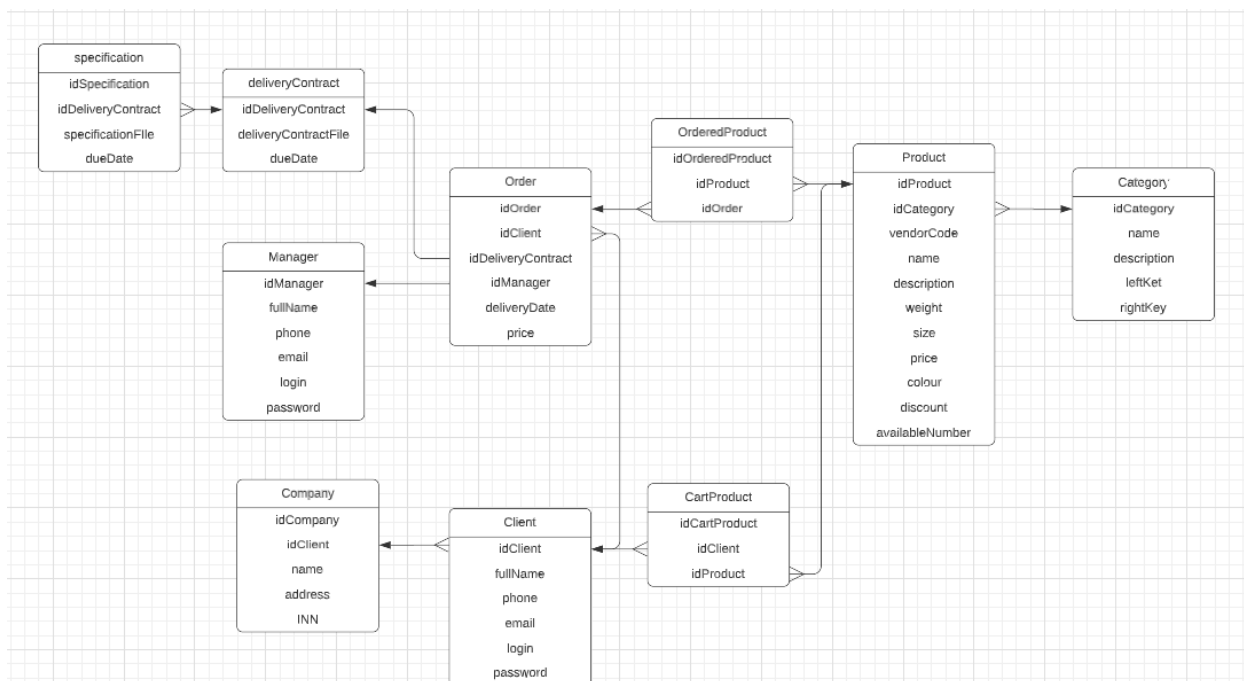 specification
idSpecification
idDeliveryContract
specificationFIle
dueDate
deliveryContract
idDeliveryContract
deliveryContractFile
dueDate
Order
idOrder
idClient
idDeliveryContract
idManager
deliveryDate
price
OrderedProduct
idOrderedProduct
idProduct
idOrder
Product
idProduct
idCategory
vendorCode
name
description
weight
size
price
colour
discount
availableNumber
Category
idCategory
name
description
leftKet
rightKey
Manager
idManager
fullName
phone
email
login
password
Company
idCompany
idClient
name
address
INN
Client
idClient
fullName
phone
email
login
password
CartProduct
idCartProduct
idClient
idProduct